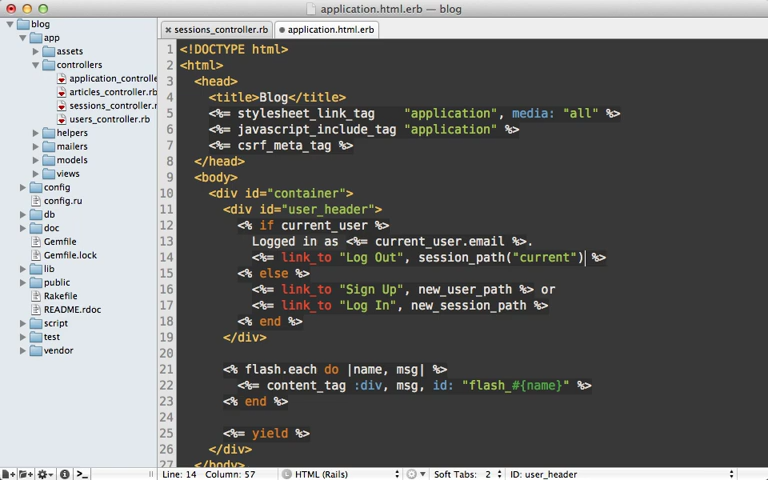 application.html.erb — blog
blog
app
assets
controllers
application_controlle
articles_controller.rb
sessions_controller.r
users_controller.rb
helpers
mailers
models
views
config
config.ru
db
doc
Gemfile
Gemfile.lock
lib
public
Rakefile
README.rdoc
script
test
vendor
sessions_controller.rb application.html.erb
1 <!DOCTYPE html>
2 <html>
3 <head>
4 <title>Blog</title>
5 <%= stylesheet_link_tag    "application", media: "all" %>
6 <%= javascript_include_tag "application" %>
7 <%= csrf_meta_tag %>
8 </head>
9 <body>
10 <div id="container">
11 <div id="user_header">
12 <% if current_user %>
13 Logged in as <%= current_user.email %>.
14 <%= link_to "Log Out", session_path("current") %>
15 <% else %>
16 <%= link_to "Sign Up", new_user_path %> or
17 <%= link_to "Log In", new_session_path %>
18 <% end %>
19 </div>
20
21 <% flash.each do |name, msg| %>
22 <%= content_tag :div, msg, id: "flash_#{name}" %>
23 <% end %>
24
25 <%= yield %>
26 </div>
27 </body>
Line: 14 Column: 57 HTML (Rails) Soft Tabs: 2 ID: user_header